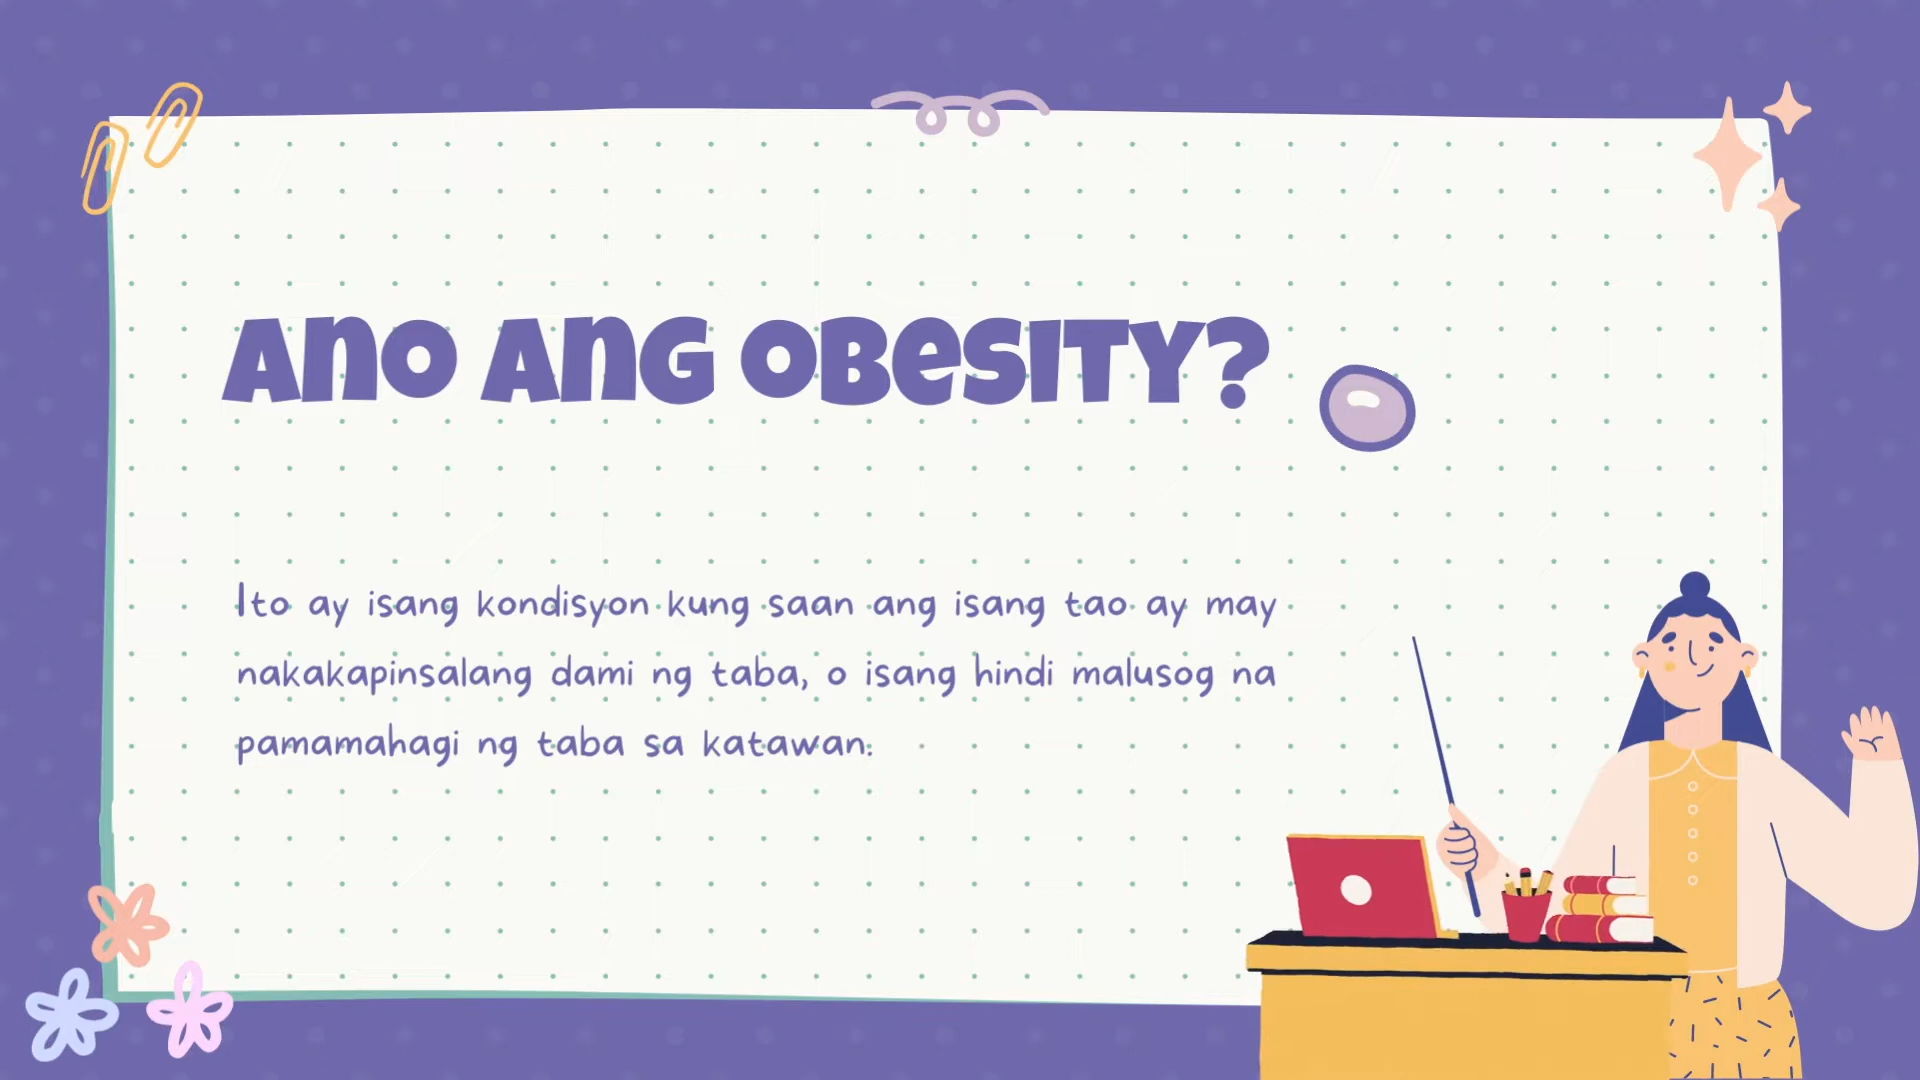 ANO ANG OBESITY?
Ito ay isang kondisyon kung saan ang isang tao ay may
nakakapinsalang dami ng taba, o isang hindi malusog na
pamamahagi ng taba sa katawan.